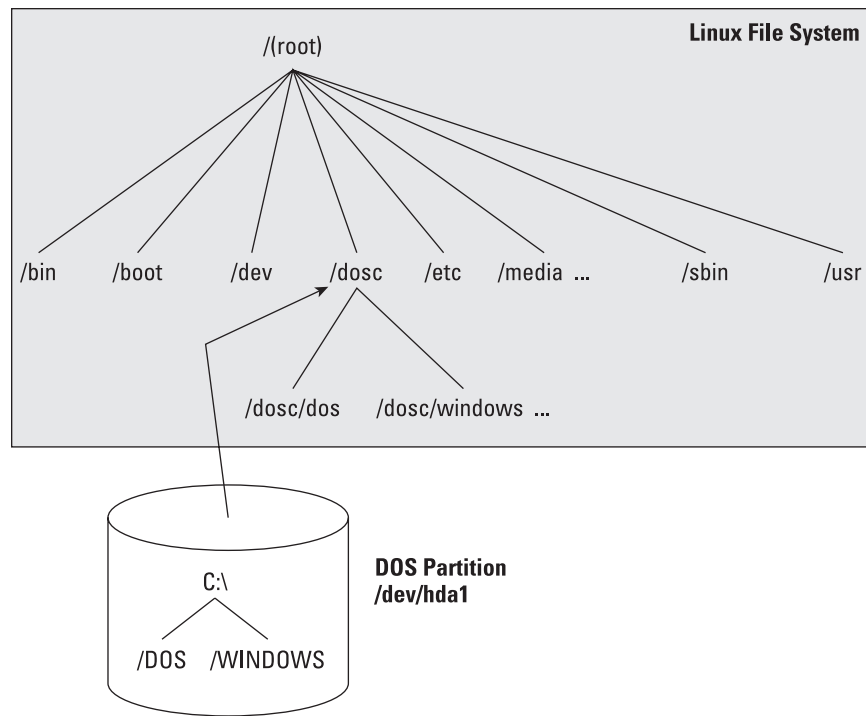 Linux File System
/(root)
/bin /boot /dev /dosc /etc /media ... /sbin /usr
/dosc/dos /dosc/windows ...
DOS Partition
/dev/hda1
C:\
/DOS /WINDOWS